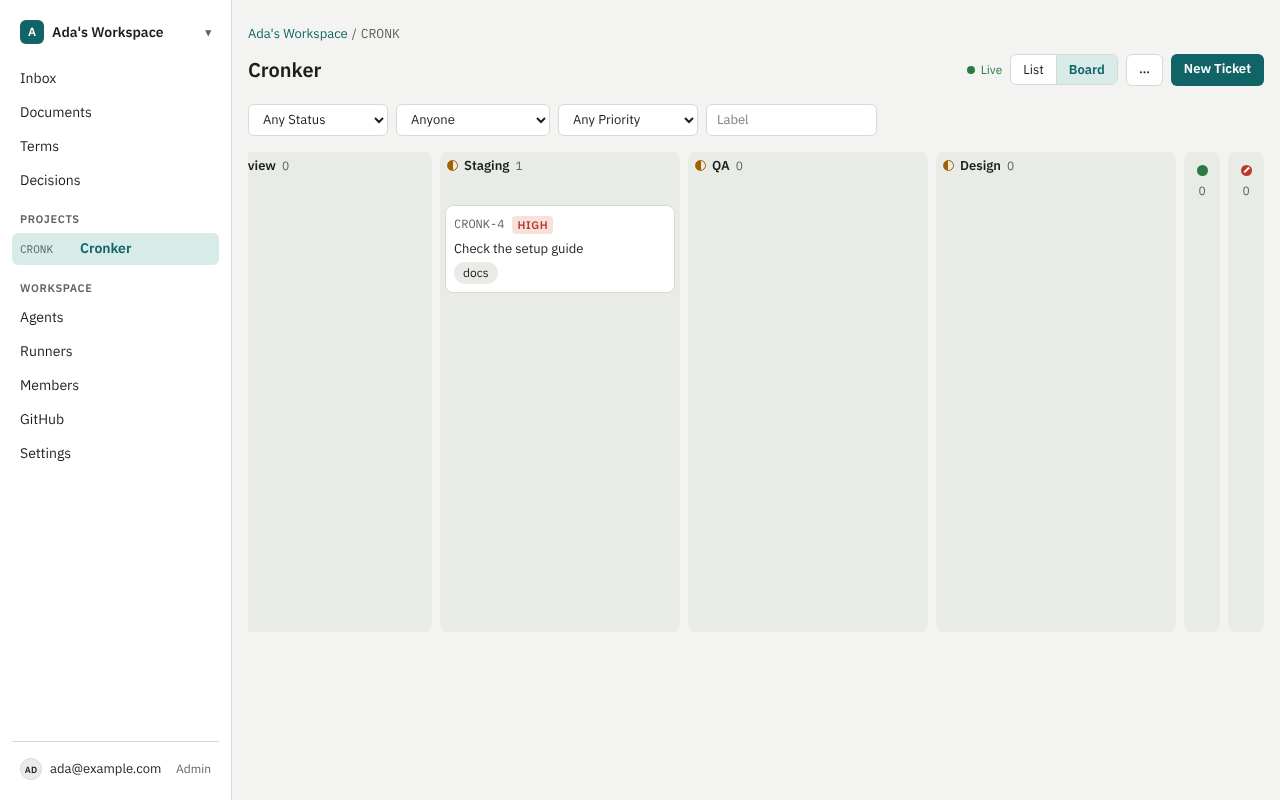 A Ada's Workspace ▾
Inbox
Documents
Terms
Decisions
PROJECTS
CRONK Cronker
WORKSPACE
Agents
Runners
Members
GitHub
Settings
AD ada@example.com Admin
Ada's Workspace / CRONK
Cronker
Live
List
Board
...
New Ticket
Any Status
Anyone
Any Priority
Label
view 0
Staging 1
CRONK-4 HIGH
Check the setup guide
docs
QA 0
Design 0
0
0